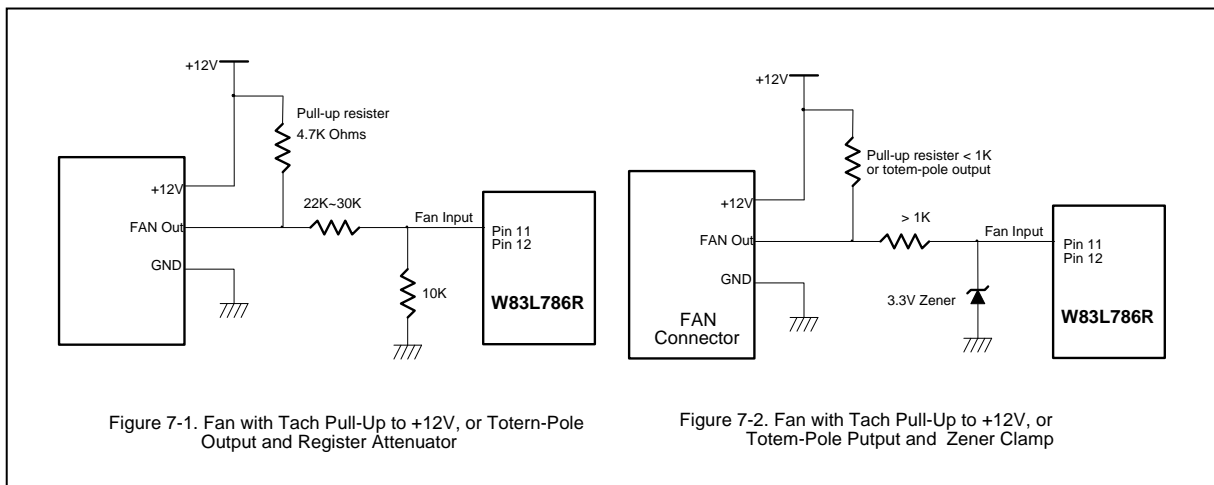 +12V
Pull-up resister
4.7K Ohms
+12V
22K~30K
Fan Input
FAN Out
Pin 11
Pin 12
GND
10K
W83L786R
Figure 7-1. Fan with Tach Pull-Up to +12V, or Totern-Pole
Output and Register Attenuator
+12V
Pull-up resister < 1K
or totem-pole output
+12V
> 1K
Fan Input
FAN Out
Pin 11
Pin 12
GND
3.3V Zener
FAN
Connector
W83L786R
Figure 7-2. Fan with Tach Pull-Up to +12V, or
Totem-Pole Putput and Zener Clamp